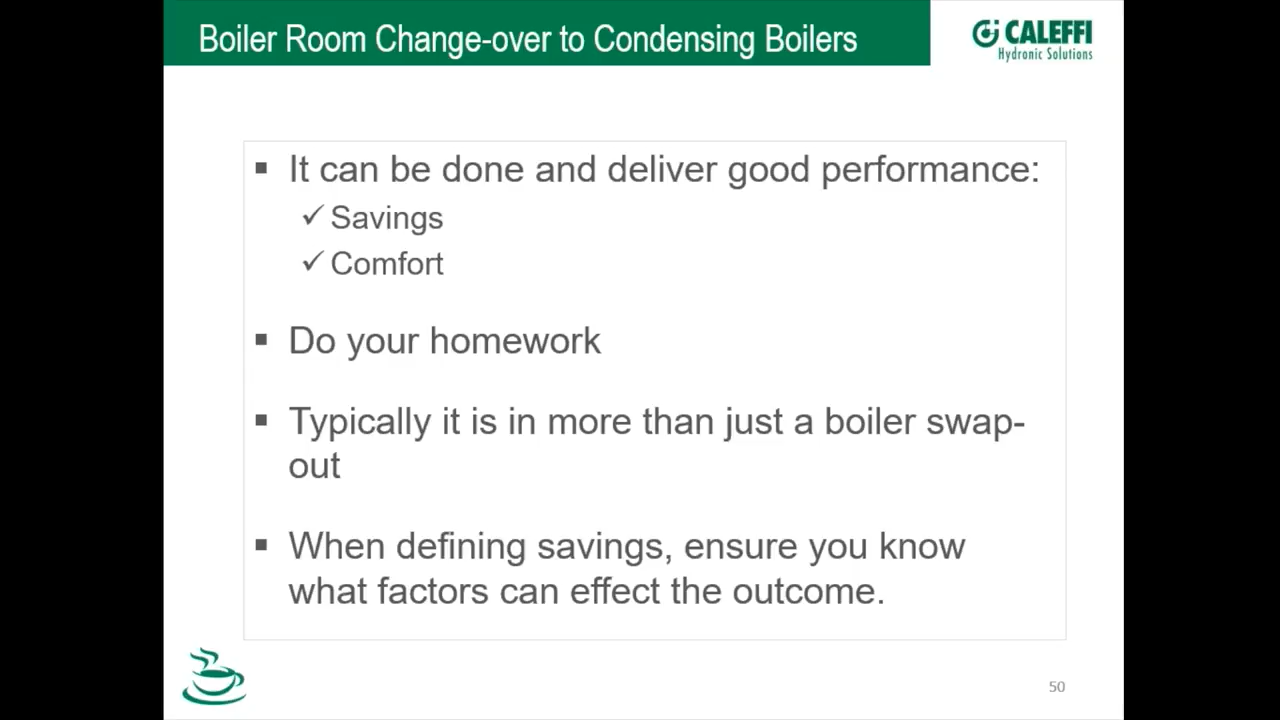 Boiler Room Change-over to Condensing Boilers
CALEFFI
Hydronic Solutions
▪ It can be done and deliver good performance:
✓ Savings
✓ Comfort
▪ Do your homework
▪ Typically it is in more than just a boiler swap-
out
▪ When defining savings, ensure you know
what factors can effect the outcome.
50